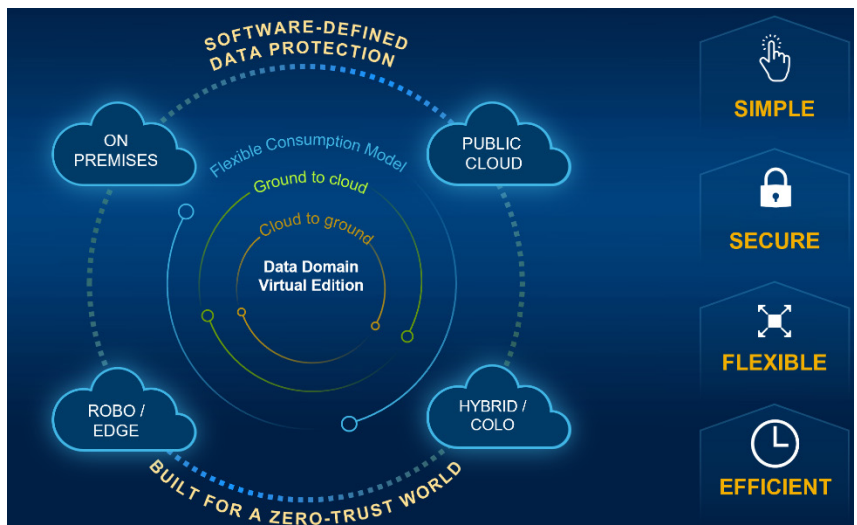 SOFTWARE-DEFINED
DATA PROTECTION
ON
PREMISES
PUBLIC
CLOUD
Flexible Consumption Model
Ground to cloud
Cloud to ground
Data Domain
Virtual Edition
ROBO /
EDGE
HYBRID /
COLO
BUILT FOR A ZERO-TRUST WORLD
SIMPLE
SECURE
FLEXIBLE
EFFICIENT